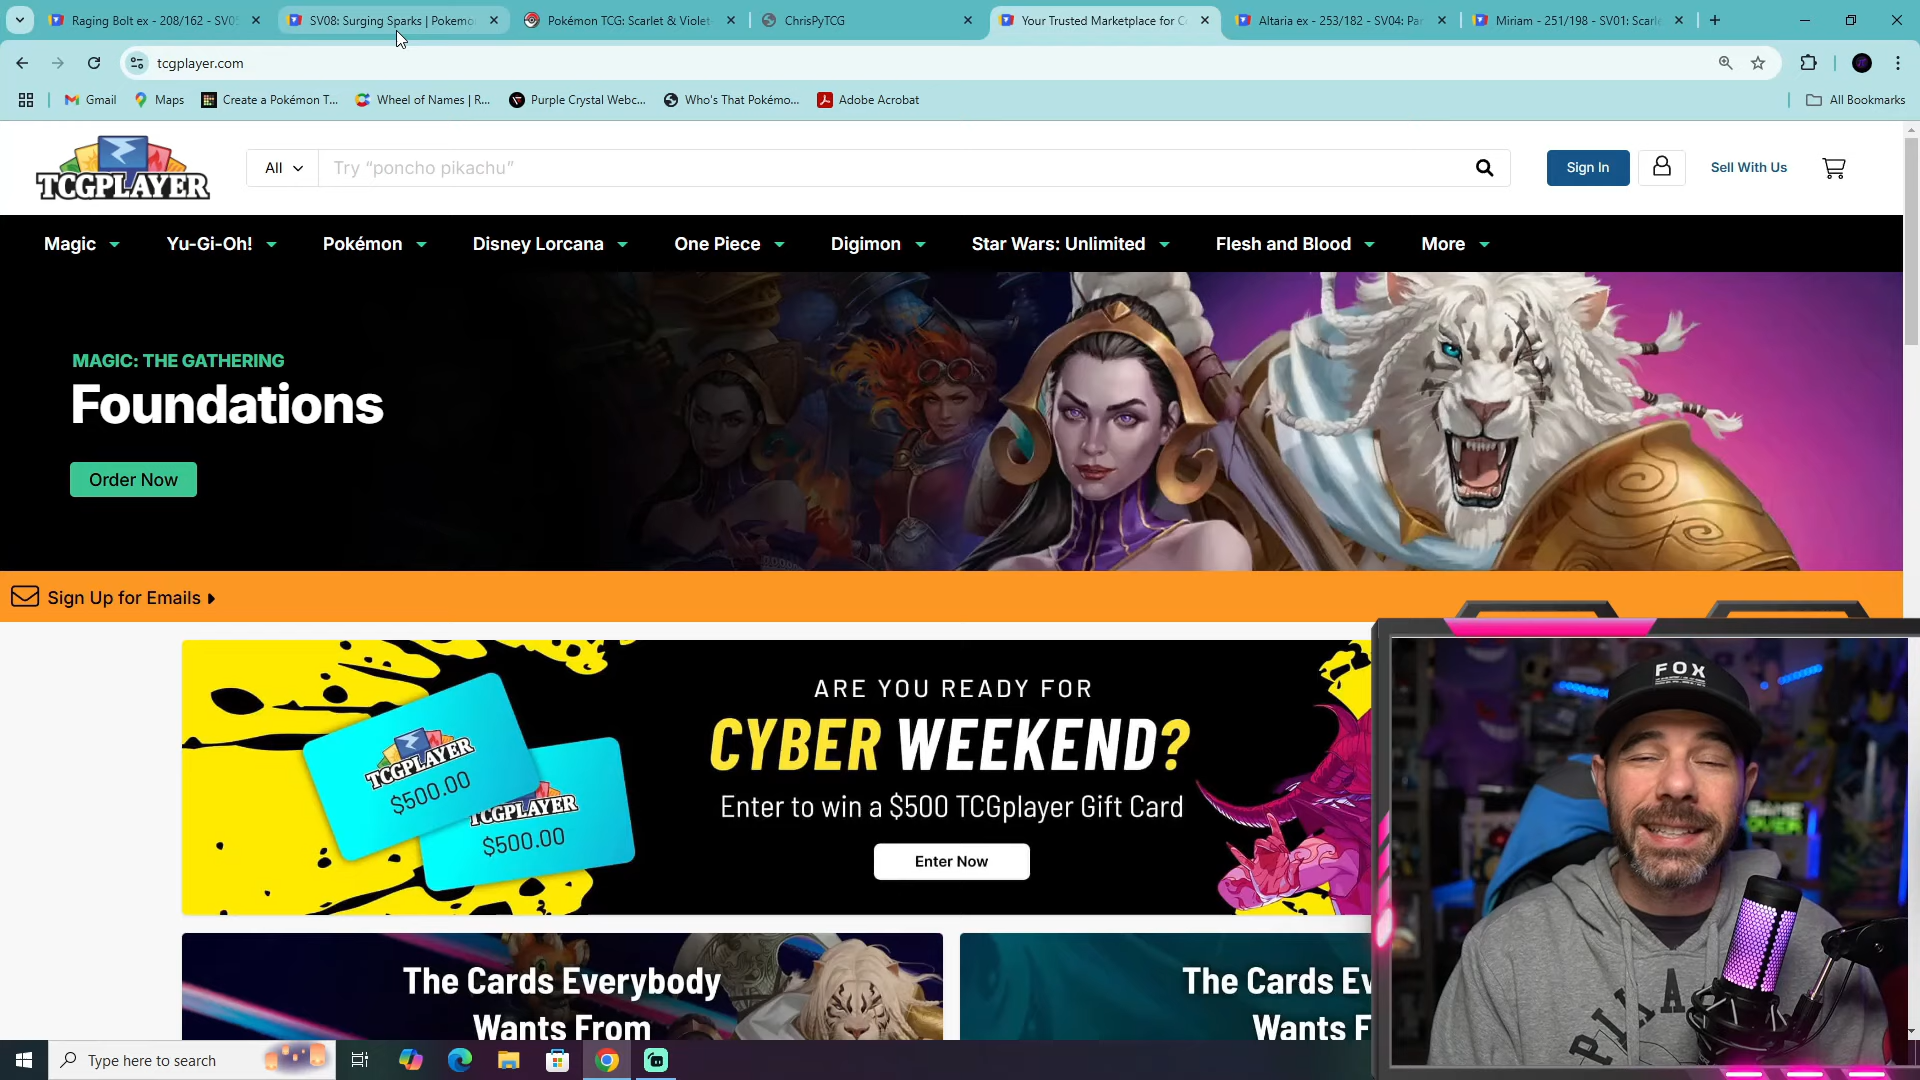 Raging Bolt ex - 208/162 - SV05
SV08: Surging Sparks | Pokemo
Pokémon TCG: Scarlet & Violet
ChrisPyTCG
Your Trusted Marketplace for C
Altaria ex - 253/182 - SV04: Par
Miriam - 251/198 - SV01: Scarle
tcgplayer.com
Gmail
Maps
Create a Pokémon T...
Wheel of Names | R...
Purple Crystal Webc...
Who's That Pokémo...
Adobe Acrobat
All Bookmarks
TCGPLAYER
All
Try “poncho pikachu”
Sign In
Sell With Us
Magic
Yu-Gi-Oh!
Pokémon
Disney Lorcana
One Piece
Digimon
Star Wars: Unlimited
Flesh and Blood
More
MAGIC: THE GATHERING
Foundations
Order Now
Sign Up for Emails
TCGPLAYER
$500.00
TCGPLAYER
$500.00
ARE YOU READY FOR
CYBER WEEKEND?
Enter to win a $500 TCGplayer Gift Card
Enter Now
The Cards Everybody
Wants From
The Cards Ev
Wants F
FOX
GAME
OVER
Type here to search